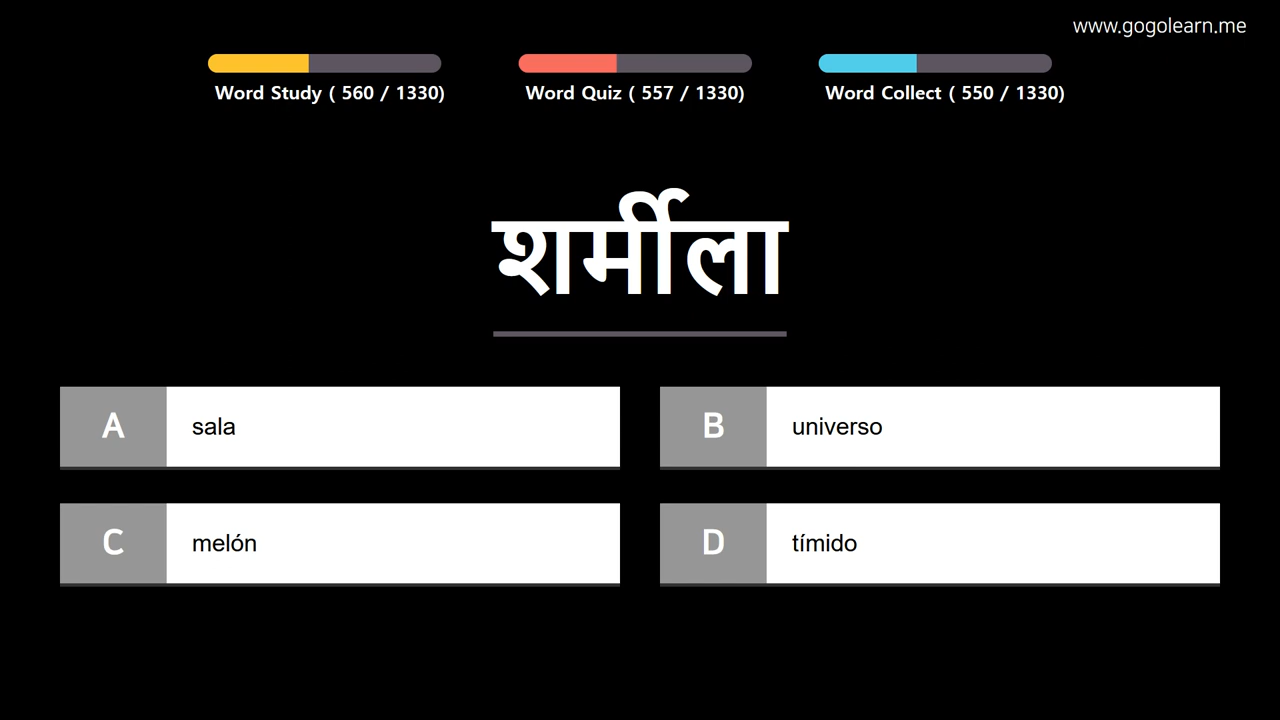 www.gogolearn.me
Word Study ( 560 / 1330)
Word Quiz ( 557 / 1330)
Word Collect ( 550 / 1330)
शर्मीला
A sala
B universo
C melón
D tímido